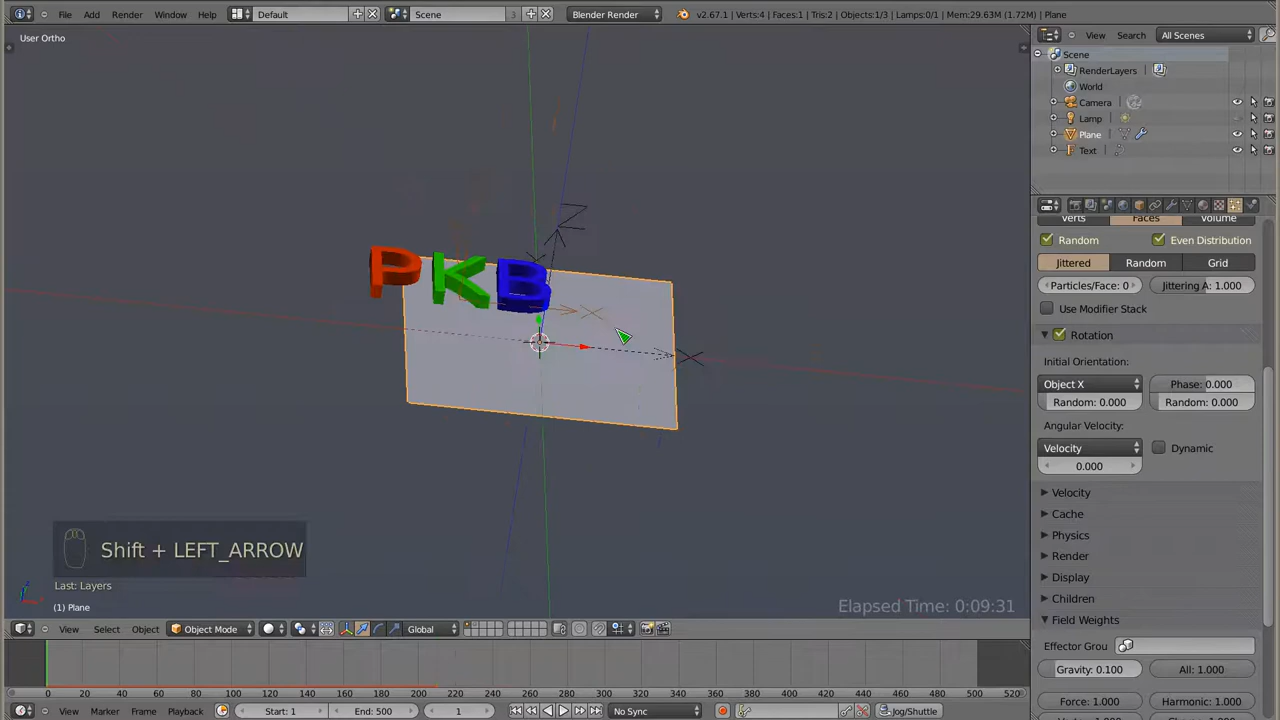 File Add Render Window Help Default Scene 3 Blender Render v2.67.1 | Verts:4 | Faces:1 | Tris:2 | Objects:1/3 | Lamps:0/1 | Mem:29.63M (1.72M) | Plane
User Ortho
View Search All Scenes
Scene
RenderLayers
World
Camera
Lamp
Plane
Text
Verts Faces Volume
Random Even Distribution
Jittered Random Grid
Particles/Face: 0 Jittering A: 1.000
Use Modifier Stack
Rotation
Initial Orientation:
Object X Phase: 0.000
Random: 0.000 Random: 0.000
Angular Velocity:
Velocity Dynamic
0.000
Velocity
Cache
Physics
Render
Display
Children
Field Weights
Effector Grou
Gravity: 0.100 All: 1.000
Force: 1.000 Harmonic: 1.000
PKB
Shift + LEFT_ARROW
Last: Layers
(1) Plane
Elapsed Time: 0:09:31
View Select Object Object Mode Global
0 20 40 60 80 100 120 140 160 180 200 220 240 260 280 300 320 340 360 380 400 420 440 460 480 500 520
View Marker Frame Playback Start: 1 End: 500 1 No Sync Jog/Shuttle